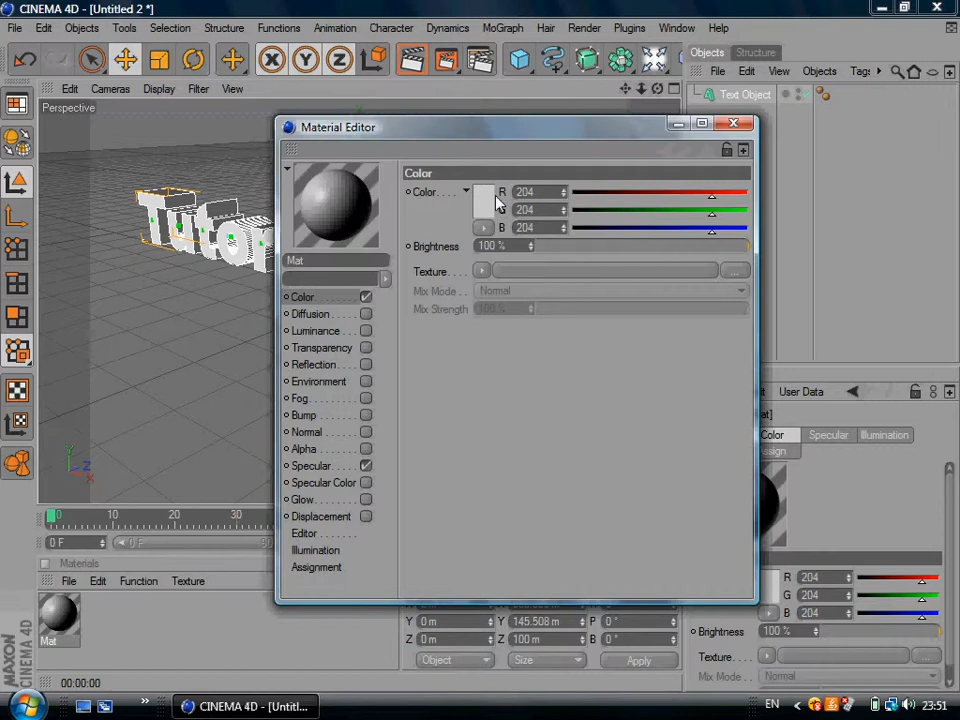 CINEMA 4D - [Untitled 2 *]
File Edit Objects Tools Selection Structure Functions Animation Character Dynamics MoGraph Hair Render Plugins Window Help
X Y Z
Objects Structure
File Edit View Objects Tags
Edit Cameras Display Filter View
Text Object
Perspective
Material Editor
Color
Color R 204
204
B 204
Brightness 100 %
Texture ...
Mix Mode Normal
Mix Strength 100 %
Mat
Color
Diffusion
Luminance
Transparency
Reflection
Environment
Fog
Bump
Normal
Alpha
Specular
Specular Color
Glow
Displacement
Editor
Illumination
Assignment
User Data
Color Specular Illumination
Assign
Y
Z
X
0 10 20 30
0 F
Materials
File Edit Function Texture
Mat
Y 0 m Y 145.508 m P 0 °
Z 0 m Z 100 m B 0 °
Object Size Apply
R 204
G 204
B 204
Brightness 100 %
Texture ...
Mix Mode Normal
MAXON
CINEMA 4D
00:00:00
CINEMA 4D - [Untitl...
EN 23:51